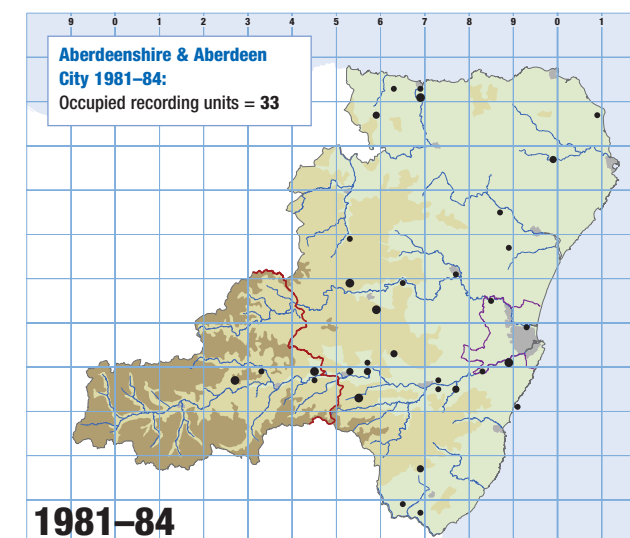 9 0 1 2 3 4 5 6 7 8 9 0 1
Aberdeenshire & Aberdeen
City 1981–84:
Occupied recording units = 33
1981–84